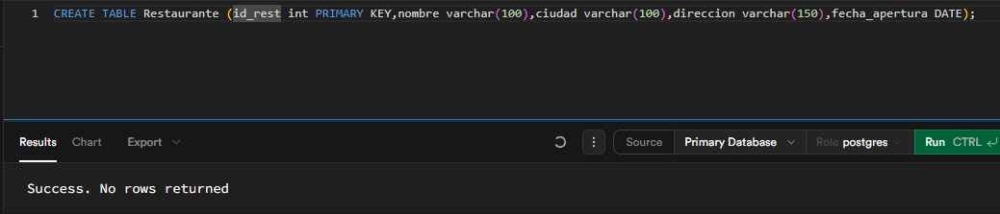 1 CREATE TABLE Restaurante (id_rest int PRIMARY KEY,nombre varchar(100),ciudad varchar(100),direccion varchar(150),fecha_apertura DATE);
Results Chart Export Source Primary Database Role postgres Run CTRL ↵
Success. No rows returned